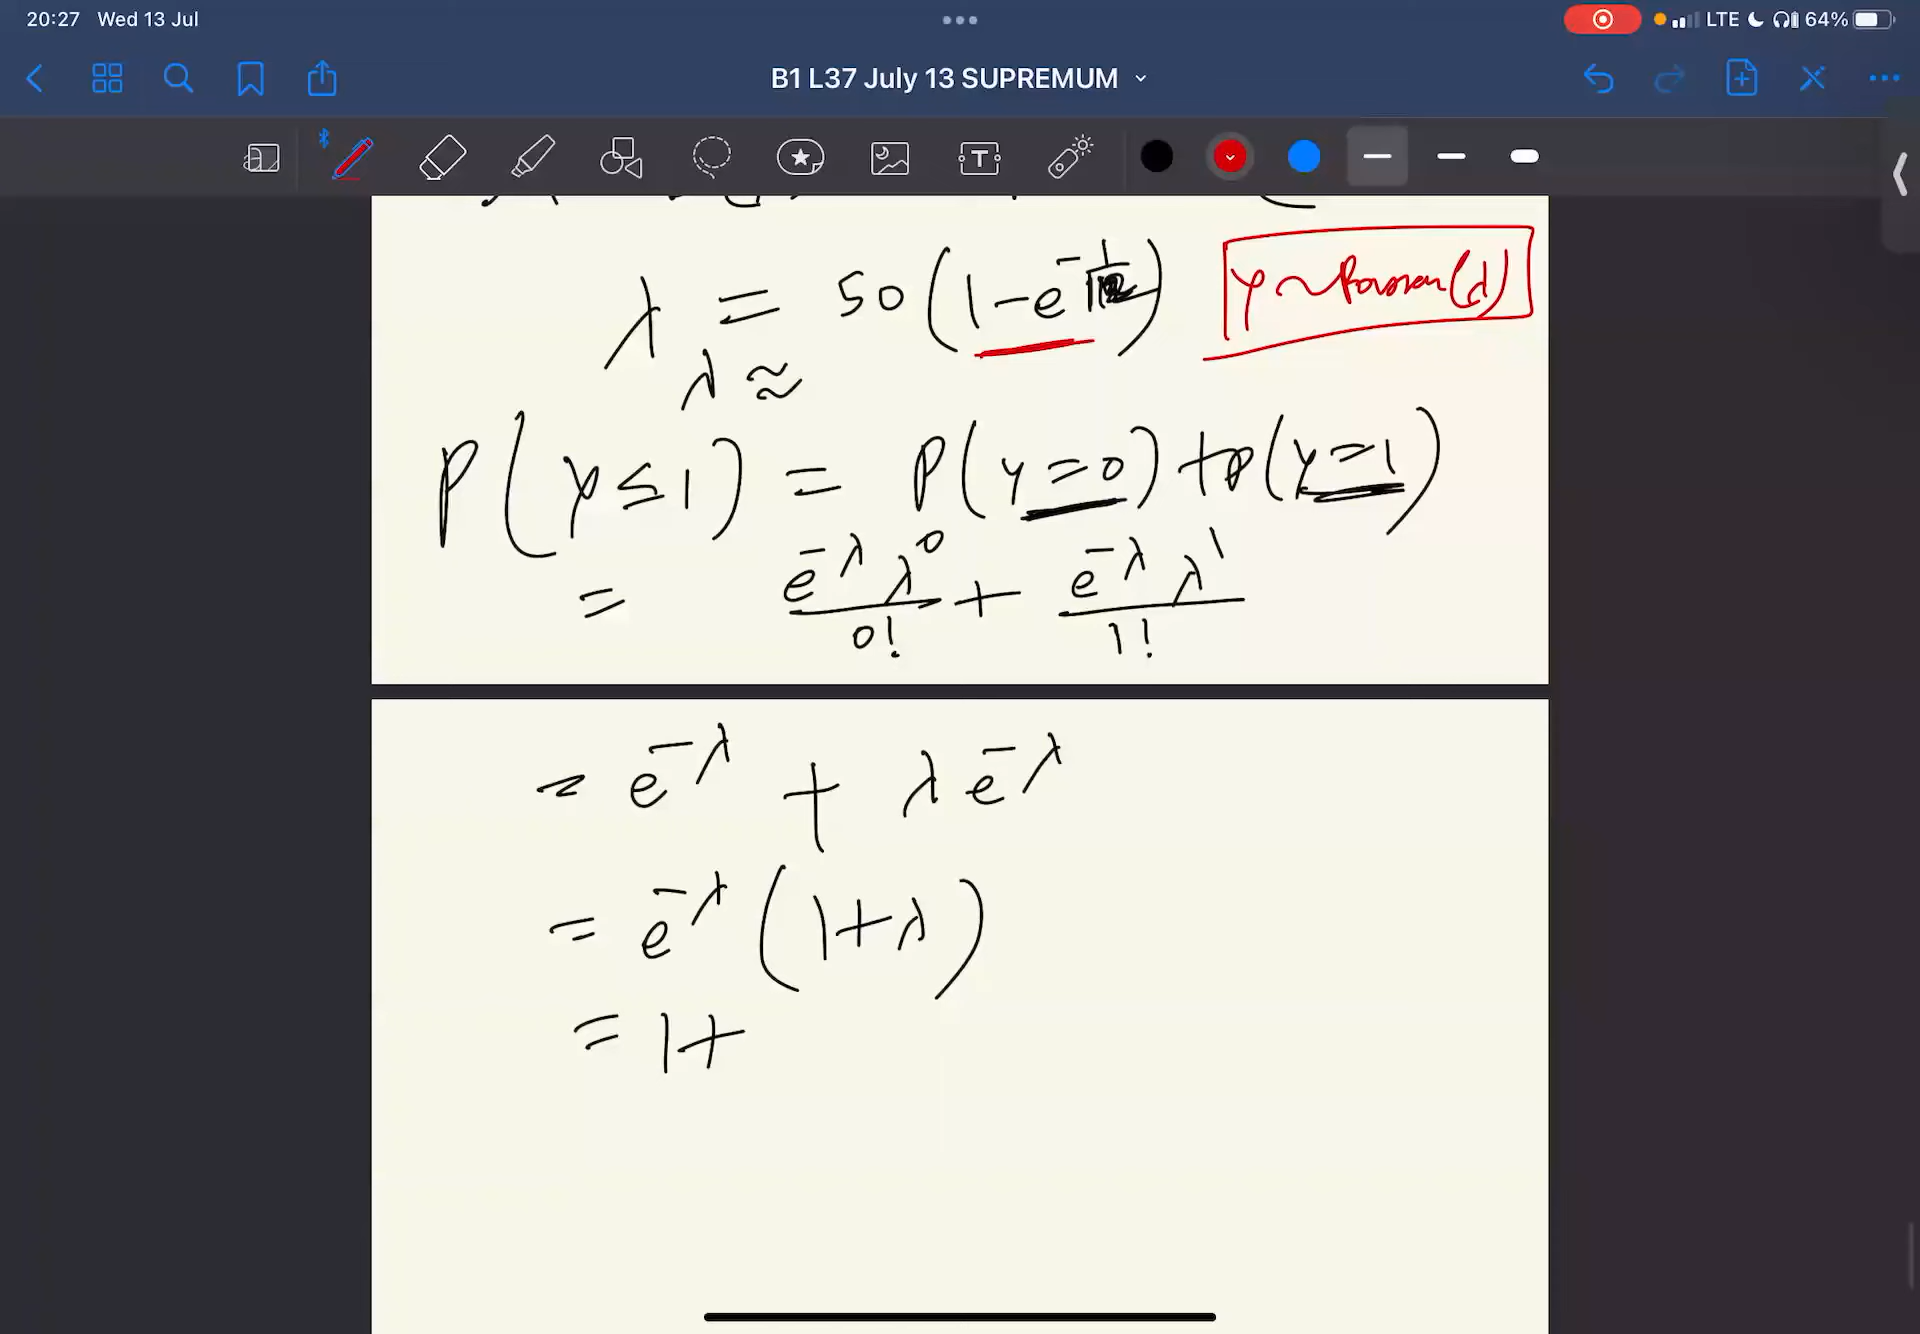 20:27 Wed 13 Jul
LTE 64%
B1 L37 July 13 SUPREMUM
λ = 50(1-e^-1/
Y ~ Poisson(λ)
λ ≈
P(Y≤1) = P(Y=0)+P(Y=1)
= e^-λ λ^0 / 0! + e^-λ λ^1 / 1!
= e^-λ + λe^-λ
= e^-λ (1+λ)
= 1+